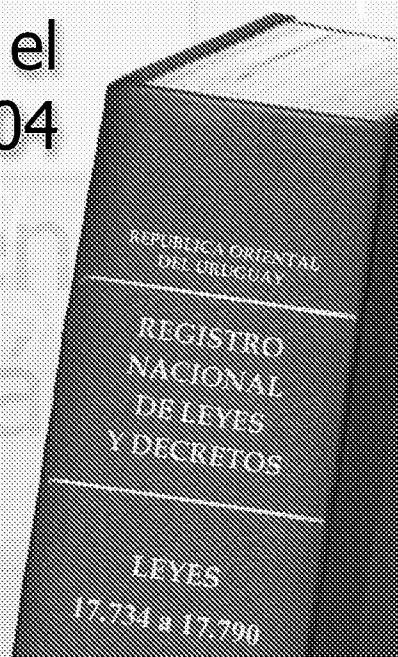 el
04
REPUBLICA ORIENTAL
DEL URUGUAY
REGISTRO
NACIONAL
DE LEYES
Y DECRETOS
LEYES
17.734 a 17.790